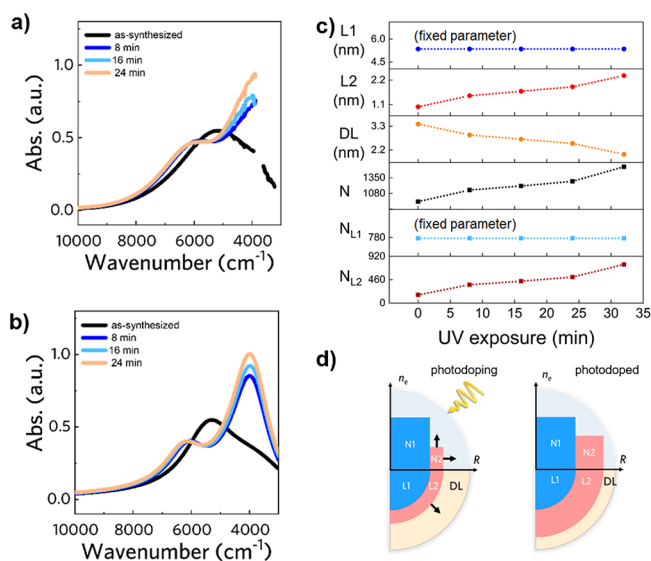 a)
as-synthesized
8 min
16 min
24 min
Abs. (a.u.)
1.0
0.5
0.0
10000 8000 6000 4000
Wavenumber (cm⁻¹)
b)
as-synthesized
8 min
16 min
24 min
Abs. (a.u.)
1.0
0.5
0.0
10000 8000 6000 4000
Wavenumber (cm⁻¹)
c)
L1 (nm)
6.0
4.5
(fixed parameter)
L2 (nm)
2.2
1.1
DL (nm)
3.3
2.2
N
1350
1080
N_L1
780
(fixed parameter)
N_L2
920
460
0
0 5 10 15 20 25 30 35
UV exposure (min)
d)
n_e photodoping
N1
N2
R
L1 L2 DL
n_e photodoped
N1
N2
R
L1 L2 DL